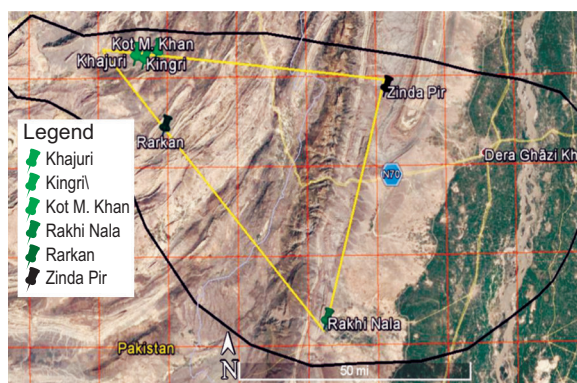 Kot M. Khan
Khajuri
Kingri
Zinda Pir
Rarkan
Dera Ghāzi Kh
N70
Legend
Khajuri
Kingri\
Kot M. Khan
Rakhi Nala
Rarkan
Zinda Pir
Rakhi Nala
Pakistan
N
50 mi